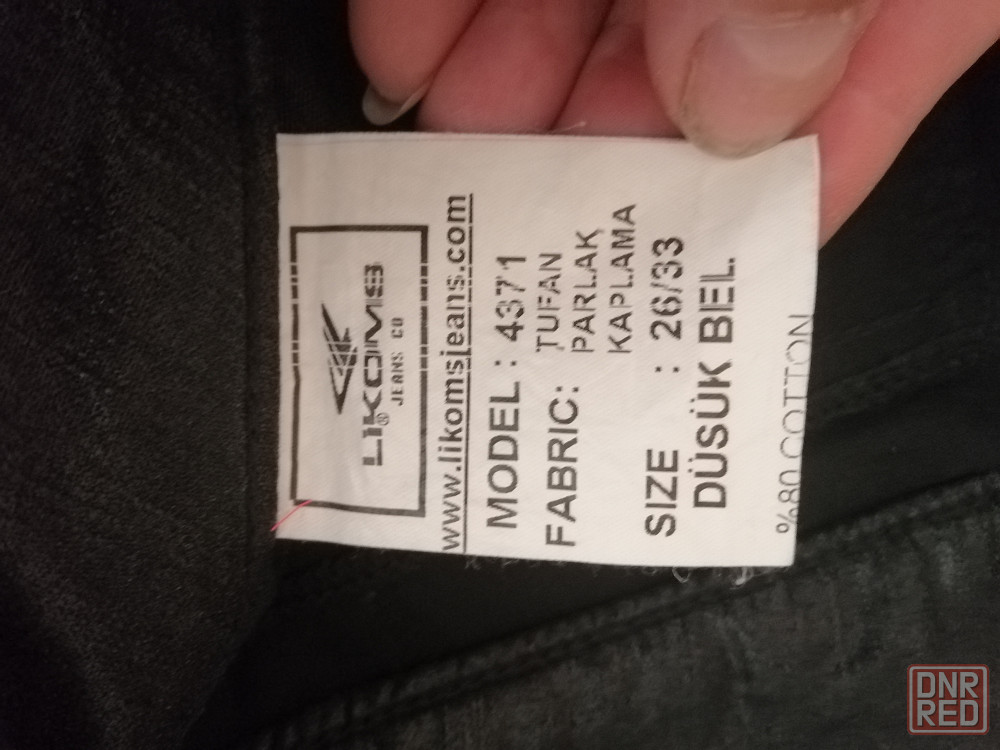 LIKOMS
® JEANS CO
www.likomsjeans.com
MODEL : 4371
FABRIC: TUFAN
PARLAK
KAPLAMA
SIZE : 26/33
DÜSÜK BEL.
%80 COTTON
DNR
RED